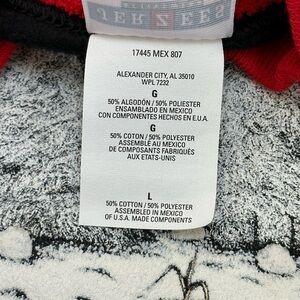 JERZEES
17445 MEX 807
ALEXANDER CITY, AL 35010
WPL 7232
G
50% ALGODÓN / 50% POLIESTER
ENSAMBLADO EN MEXICO
CON COMPONENTES HECHOS EN E.U.A.
G
50% COTON / 50% POLYESTER
ASSEMBLÉ AU MEXICO
DE COMPOSANTS FABRIQUÉS
AUX ETATS-UNIS
L
50% COTTON / 50% POLYESTER
ASSEMBLED IN MEXICO
of U.S. MADE COMPONENTS